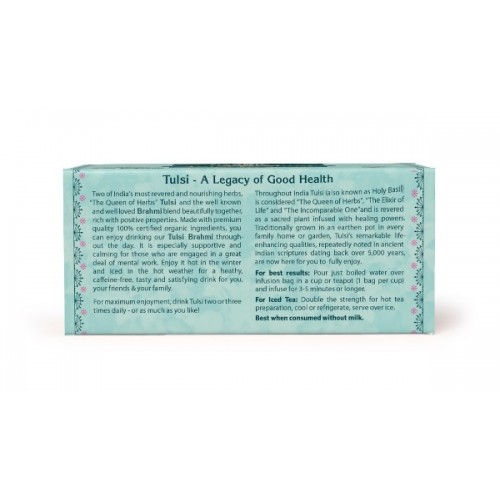 Tulsi - A Legacy of Good Health
Two of India's most revered and nourishing herbs,
"The Queen of Herbs" Tulsi and the well known
and well loved Brahmi blend beautifully together,
rich with positive properties. Made with premium
quality 100% certified organic ingredients, you
can enjoy drinking our Tulsi Brahmi through-
out the day. It is especially supportive and
calming for those who are engaged in a great
deal of mental work. Enjoy it hot in the winter
and iced in the hot weather for a heathy,
caffeine-free, tasty and satisfying drink for you,
your friends & your family.
For maximum enjoyment, drink Tulsi two or three
times daily - or as much as you like!
Throughout India Tulsi (also known as Holy Basil)
is considered "The Queen of Herbs", "The Elixir of
Life" and "The Incomparable One" and is revered
as a sacred plant infused with healing powers.
Traditionally grown in an earthen pot in every
family home or garden, Tulsi's remarkable life-
enhancing qualities, repeatedly noted in ancient
Indian scriptures dating back over 5,000 years,
are now here for you to fully enjoy.
For best results: Pour just boiled water over
infusion bag in a cup or teapot (1 bag per cup)
and infuse for 3-5 minutes or longer.
For Iced Tea: Double the strength for hot tea
preparation, cool or refrigerate, serve over ice.
Best when consumed without milk.